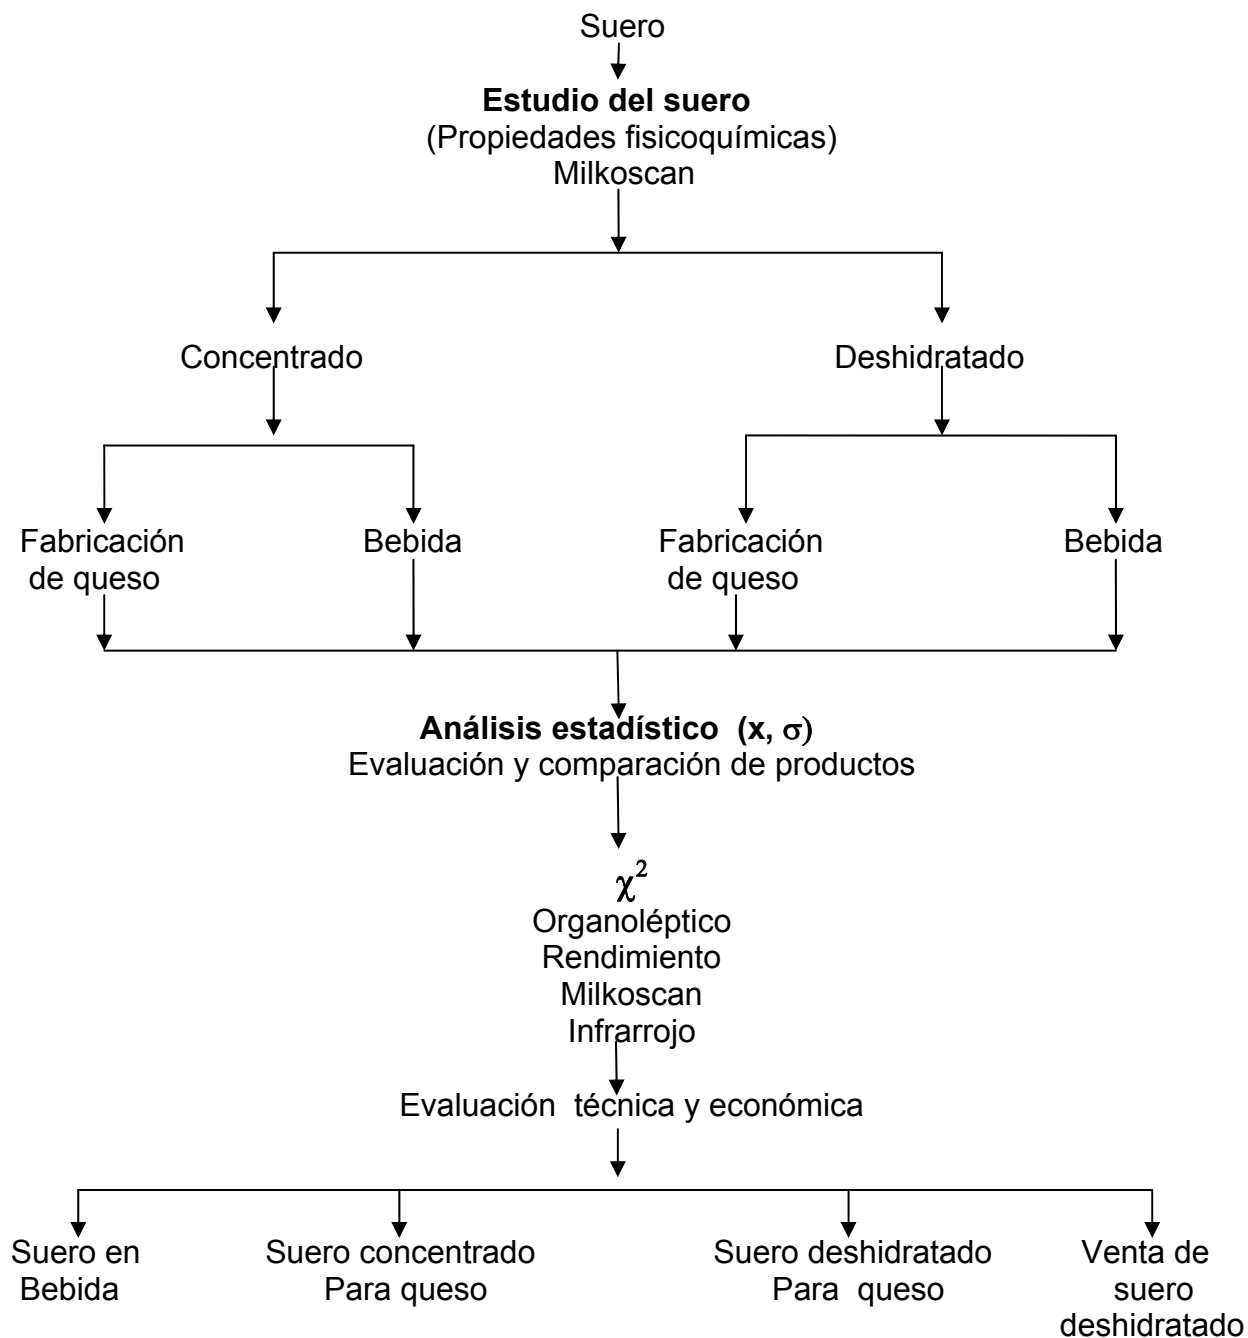 Suero
Estudio del suero
(Propiedades fisicoquímicas)
Milkoscan
Concentrado
Deshidratado
Fabricación
de queso
Bebida
Fabricación
de queso
Bebida
Análisis estadístico (x, σ)
Evaluación y comparación de productos
χ²
Organoléptico
Rendimiento
Milkoscan
Infrarrojo
Evaluación técnica y económica
Suero en
Bebida
Suero concentrado
Para queso
Suero deshidratado
Para queso
Venta de
suero
deshidratado